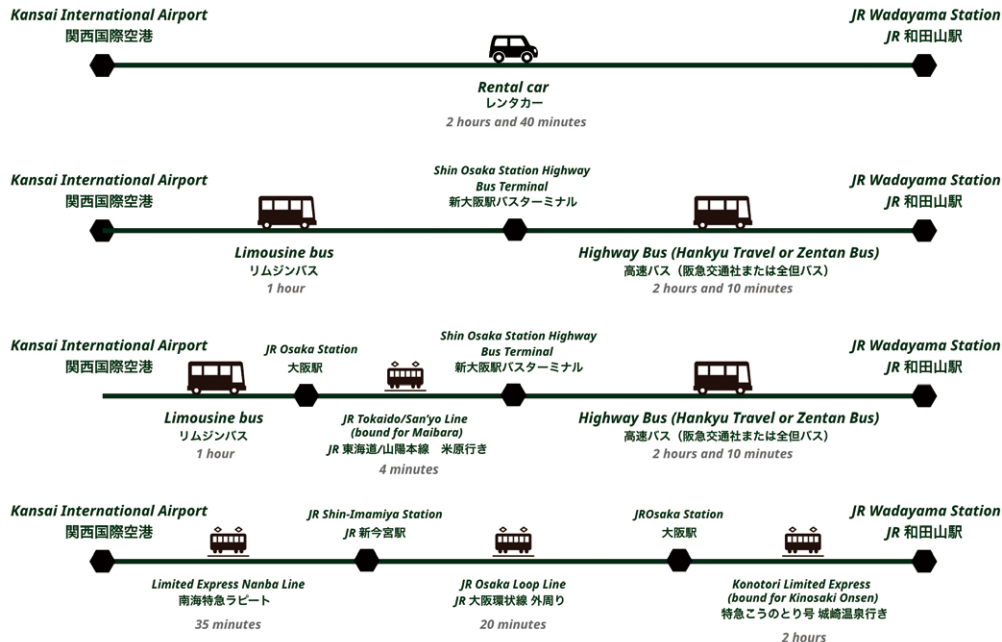 Kansai International Airport
関西国際空港
JR Wadayama Station
JR 和田山駅
Rental car
レンタカー
2 hours and 40 minutes
Kansai International Airport
関西国際空港
Shin Osaka Station Highway
Bus Terminal
新大阪駅バスターミナル
JR Wadayama Station
JR 和田山駅
Limousine bus
リムジンバス
1 hour
Highway Bus (Hankyu Travel or Zentan Bus)
高速バス（阪急交通社または全但バス）
2 hours and 10 minutes
Kansai International Airport
関西国際空港
JR Osaka Station
大阪駅
Shin Osaka Station Highway
Bus Terminal
新大阪駅バスターミナル
JR Wadayama Station
JR 和田山駅
Limousine bus
リムジンバス
1 hour
JR Tokaido/San'yo Line
(bound for Maibara)
JR 東海道/山陽本線　米原行き
4 minutes
Highway Bus (Hankyu Travel or Zentan Bus)
高速バス（阪急交通社または全但バス）
2 hours and 10 minutes
Kansai International Airport
関西国際空港
JR Shin-Imamiya Station
JR 新今宮駅
JROsaka Station
大阪駅
JR Wadayama Station
JR 和田山駅
Limited Express Nanba Line
南海特急ラピート
35 minutes
JR Osaka Loop Line
JR 大阪環状線 外周り
20 minutes
Konotori Limited Express
(bound for Kinosaki Onsen)
特急こうのとり号 城崎温泉行き
2 hours